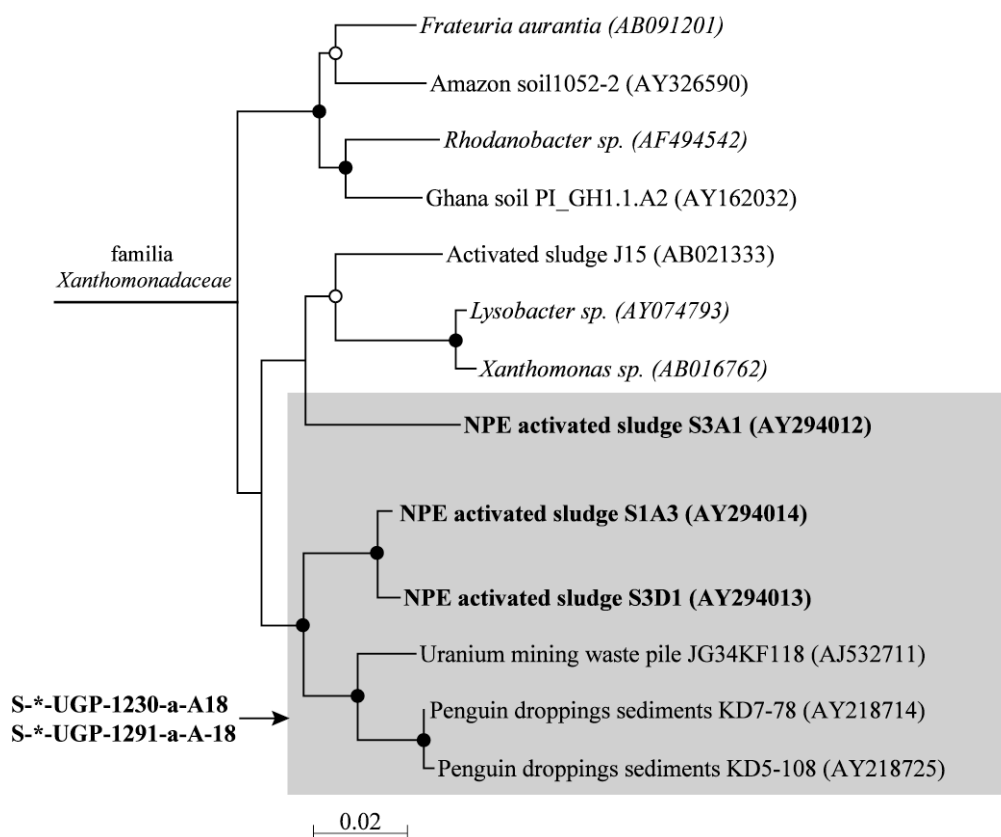 Frateuria aurantia (AB091201)
Amazon soil1052-2 (AY326590)
Rhodanobacter sp. (AF494542)
Ghana soil PI_GH1.1.A2 (AY162032)
familia
Xanthomonadaceae
Activated sludge J15 (AB021333)
Lysobacter sp. (AY074793)
Xanthomonas sp. (AB016762)
NPE activated sludge S3A1 (AY294012)
NPE activated sludge S1A3 (AY294014)
NPE activated sludge S3D1 (AY294013)
Uranium mining waste pile JG34KF118 (AJ532711)
S-*-UGP-1230-a-A18
S-*-UGP-1291-a-A-18
Penguin droppings sediments KD7-78 (AY218714)
Penguin droppings sediments KD5-108 (AY218725)
0.02